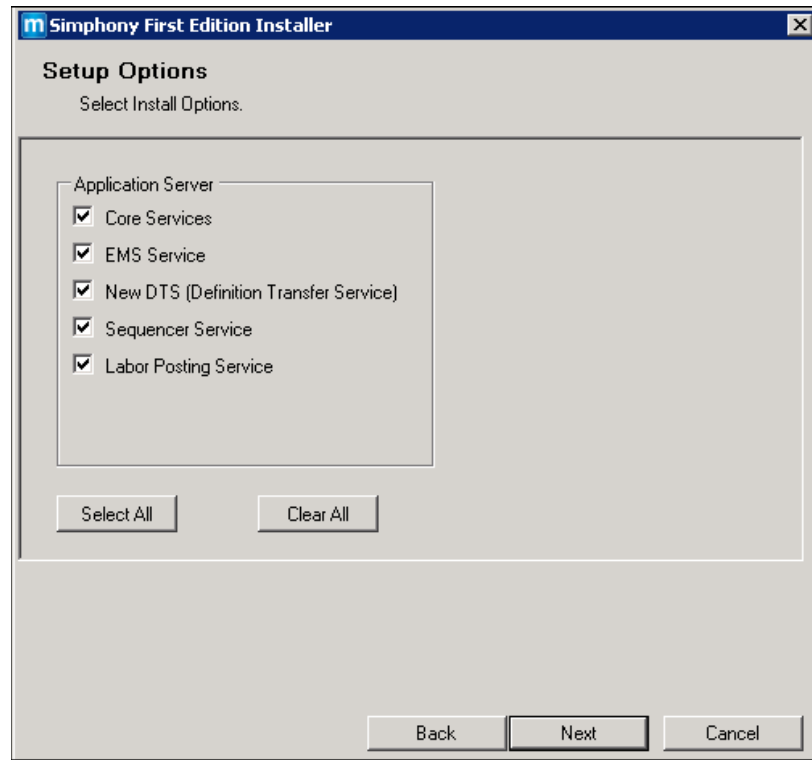 m Simphony First Edition Installer
Setup Options
Select Install Options.
Application Server
Core Services
EMS Service
New DTS (Definition Transfer Service)
Sequencer Service
Labor Posting Service
Select All Clear All
Back Next Cancel